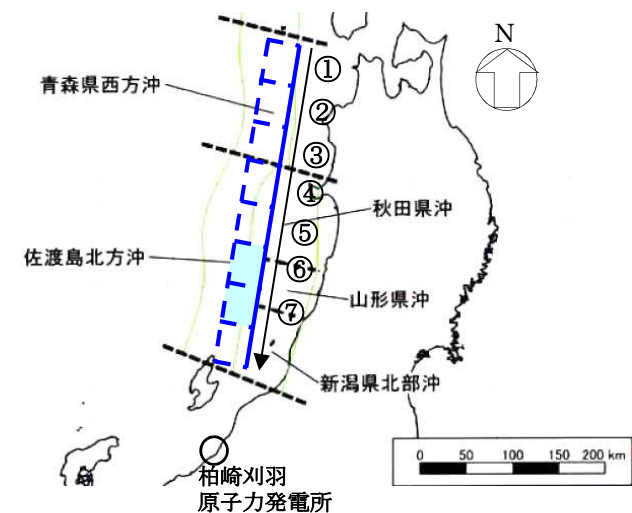 N
①
青森県西方沖
②
③
④
秋田県沖
⑤
佐渡島北方沖
⑥
山形県沖
⑦
新潟県北部沖
柏崎刈羽
原子力発電所
0 50 100 150 200 km